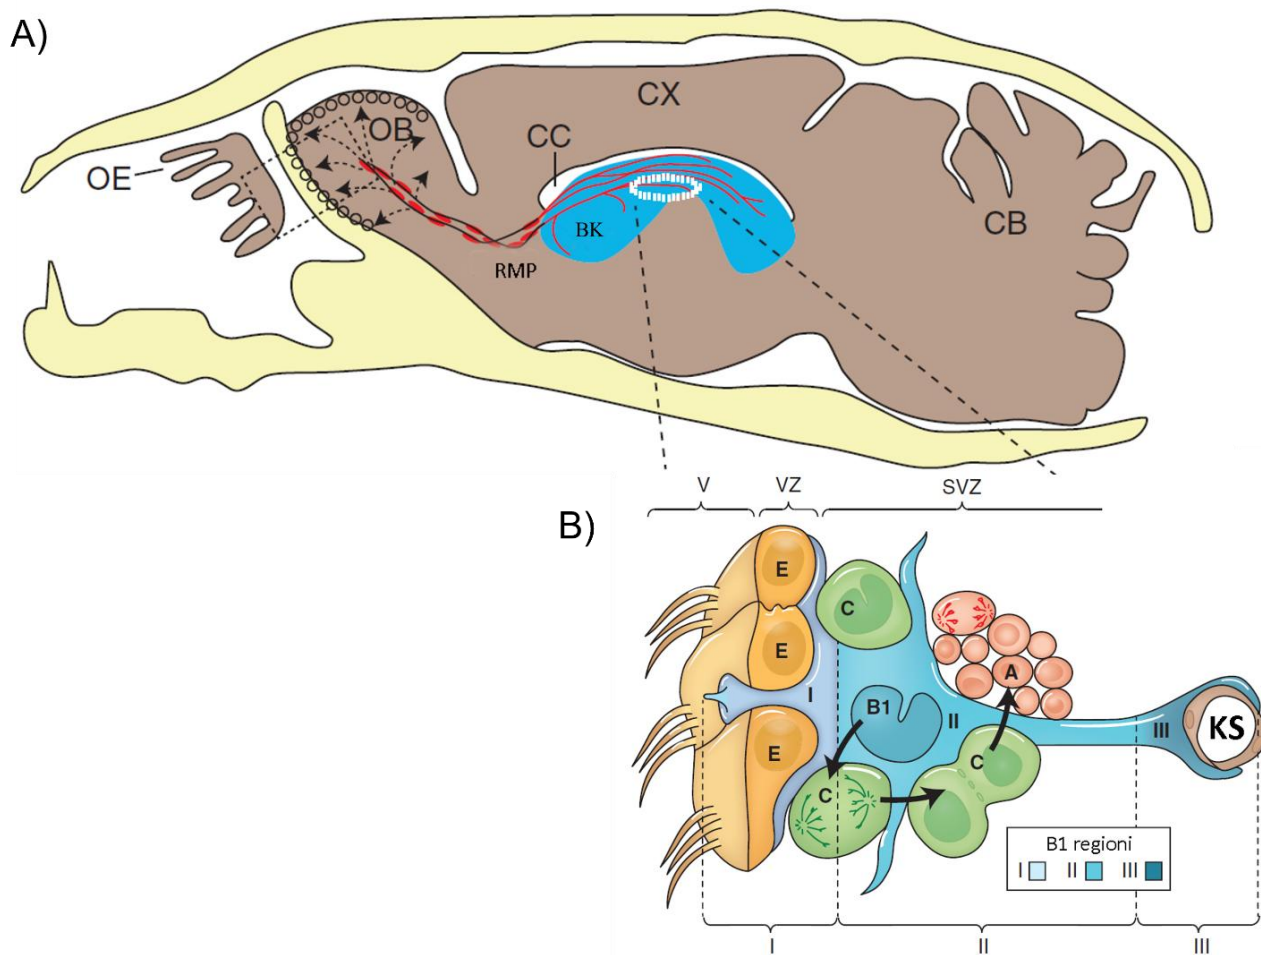 A)
CX
OB
CC
OE
BK
CB
RMP
V VZ SVZ
B)
E
C
E
A
I B1 II III KS
E
C
C
B1 regioni
I II III
I II III